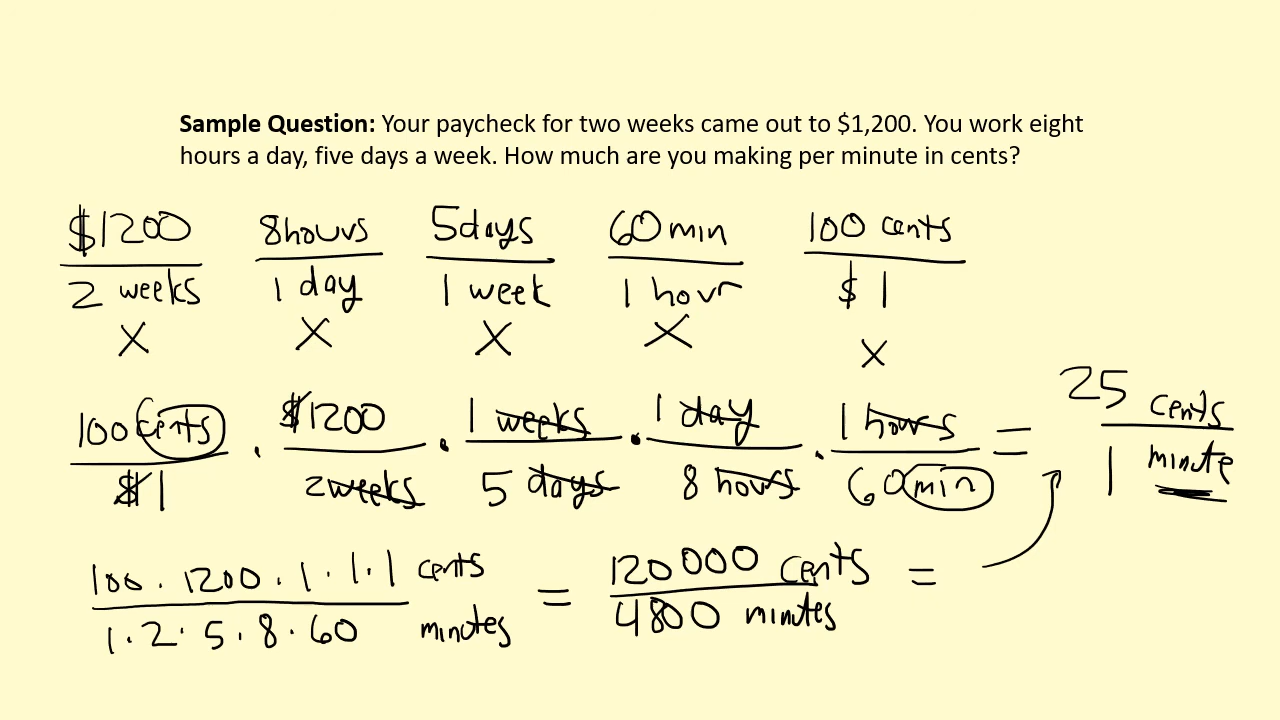 Sample Question: Your paycheck for two weeks came out to $1,200. You work eight
hours a day, five days a week. How much are you making per minute in cents?
$1200 8hours 5days 60min 100 cents
2 weeks 1 day 1 week 1 hour $ 1
X X X X X
100 cents · $1200 · 1 weeks · 1 day · 1 hours = 25 cents
$1 2weeks 5 days 8 hours 60min 1 minute
100 · 1200 · 1 · 1 · 1 cents = 120000 cents =
1 · 2 · 5 · 8 · 60 minutes 4800 minutes